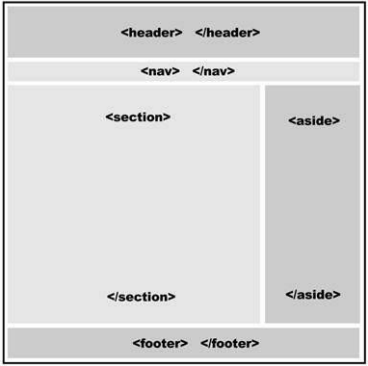 <header> </header>
<nav> </nav>
<section>
<aside>
</section>
</aside>
<footer> </footer>